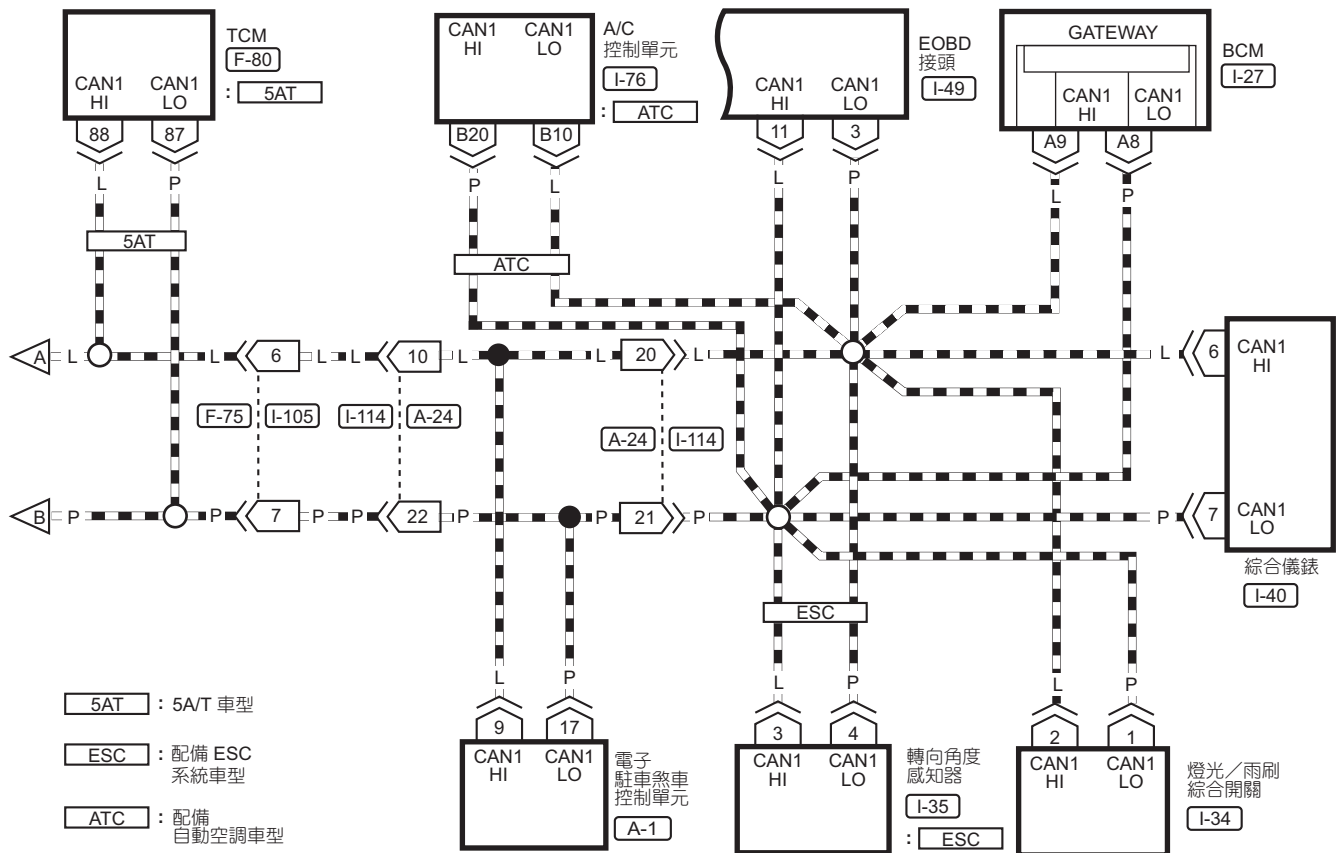 TCM
F-80
: 5AT
CAN1 HI
CAN1 LO
88
87
L
P
5AT
CAN1 HI
CAN1 LO
A/C
控制單元
I-76
: ATC
B20
B10
P
L
ATC
EOBD
接頭
I-49
CAN1 HI
CAN1 LO
11
3
L
P
GATEWAY
CAN1 HI
CAN1 LO
BCM
I-27
A9
A8
L
P
A
L
L
6
L
L
10
L
L
20
L
L
6
CAN1 HI
F-75
I-105
I-114
A-24
A-24
I-114
B
P
P
7
P
P
22
P
P
21
P
P
7
CAN1 LO
綜合儀錶
I-40
ESC
L
P
9
17
CAN1 HI
CAN1 LO
電子
駐車煞車
控制單元
A-1
L
P
3
4
CAN1 HI
CAN1 LO
轉向角度
感知器
I-35
: ESC
L
P
2
1
CAN1 HI
CAN1 LO
燈光／雨刷
綜合開關
I-34
5AT : 5A/T 車型
ESC : 配備 ESC
系統車型
ATC : 配備
自動空調車型